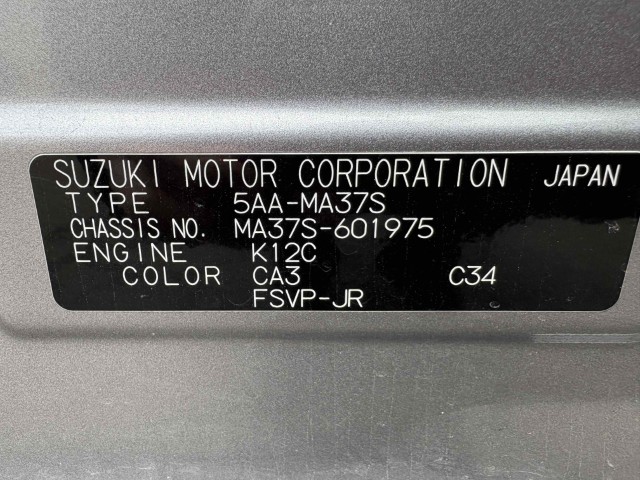 SUZUKI MOTOR CORPORATION JAPAN
TYPE 5AA-MA37S
CHASSIS NO. MA37S-601975
ENGINE K12C
COLOR CA3 C34
FSVP-JR